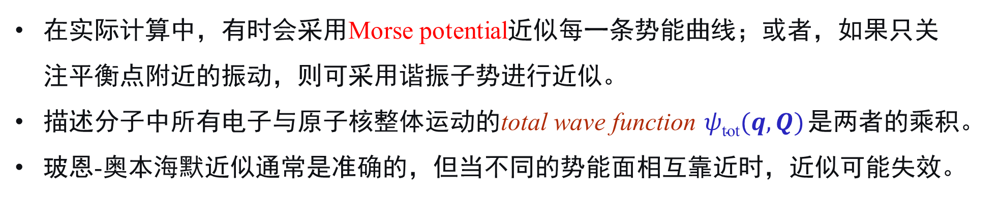 • 在实际计算中，有时会采用Morse potential近似每一条势能曲线；或者，如果只关
注平衡点附近的振动，则可采用谐振子势进行近似。
• 描述分子中所有电子与原子核整体运动的total wave function ψtot(q, Q)是两者的乘积。
• 玻恩-奥本海默近似通常是准确的，但当不同的势能面相互靠近时，近似可能失效。